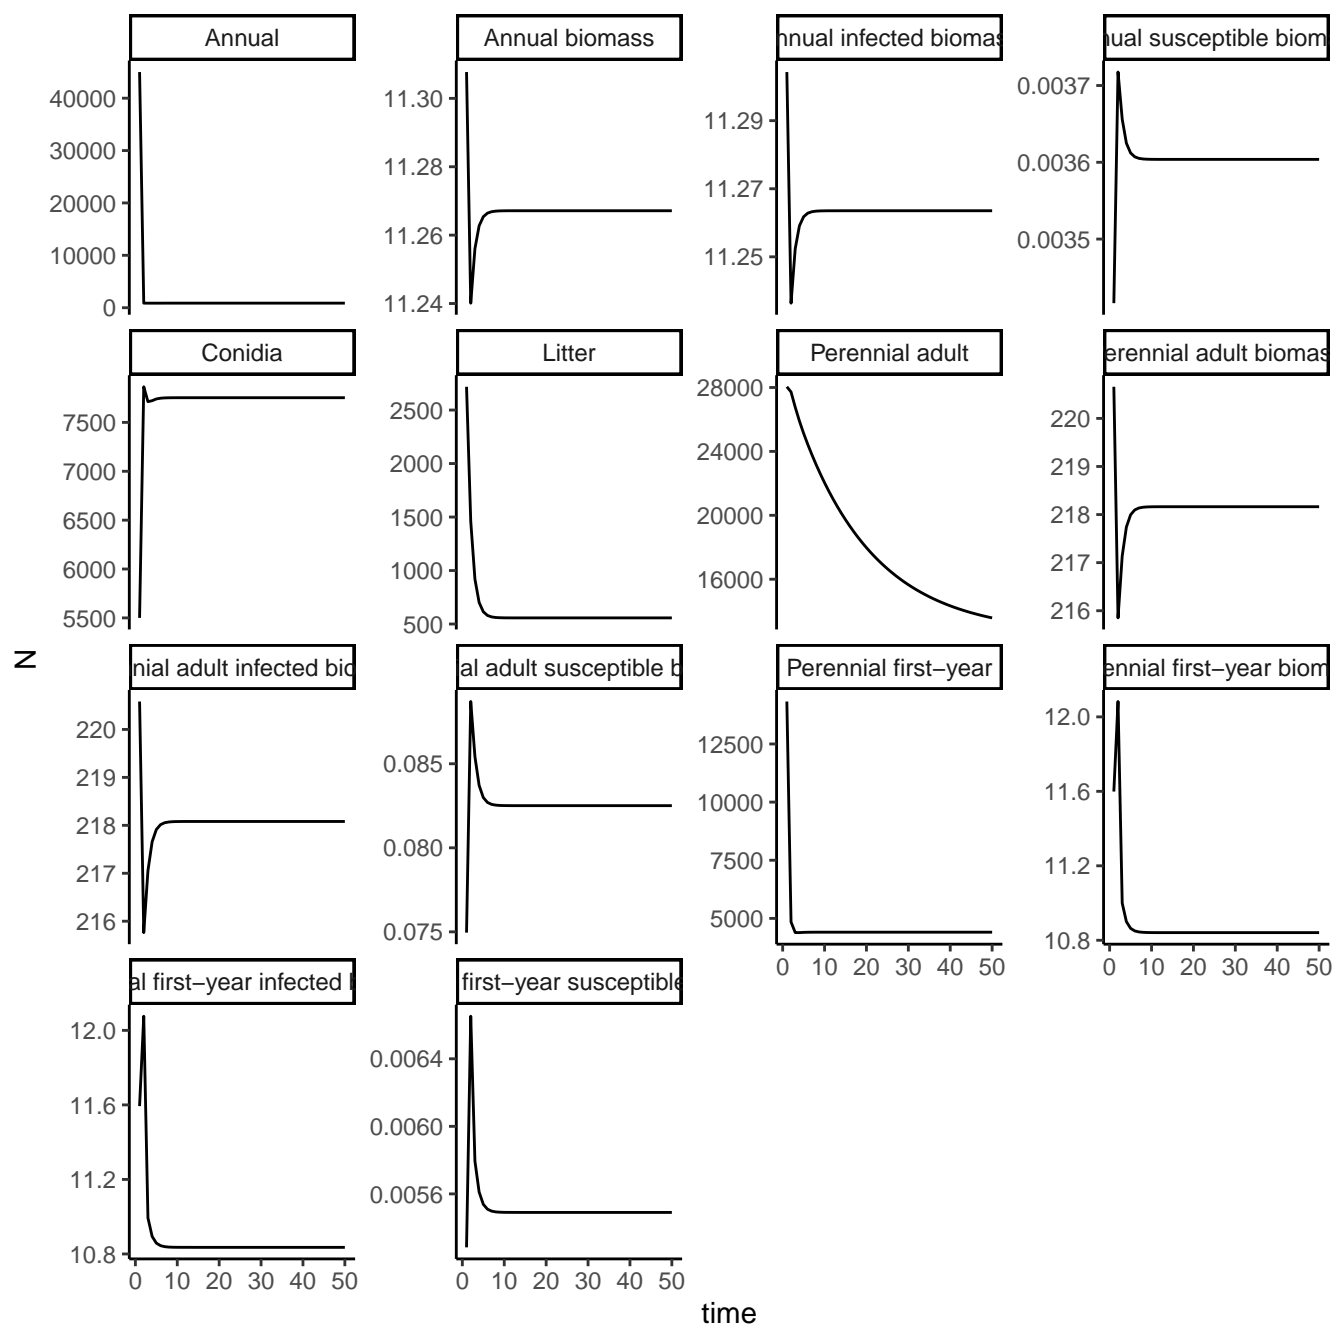 Annual
Annual biomass
nnual infected biomas
nual susceptible biom
40000
30000
20000
10000
0
11.30
11.28
11.26
11.24
11.29
11.27
11.25
0.0037
0.0036
0.0035
Conidia
Litter
Perennial adult
erennial adult biomas
7500
7000
6500
6000
5500
2500
2000
1500
1000
500
28000
24000
20000
16000
220
219
218
217
216
N
nial adult infected bio
al adult susceptible b
Perennial first−year
ennial first−year biom
220
219
218
217
216
0.085
0.080
0.075
12500
10000
7500
5000
12.0
11.6
11.2
10.8
0 10 20 30 40 50
0 10 20 30 40 50
al first−year infected b
first−year susceptible
12.0
11.6
11.2
10.8
0.0064
0.0060
0.0056
0 10 20 30 40 50
0 10 20 30 40 50
time